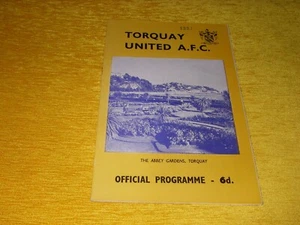 TORQUAY
UNITED A.F.C.
THE ABBEY GARDENS, TORQUAY
OFFICIAL PROGRAMME - 6d.